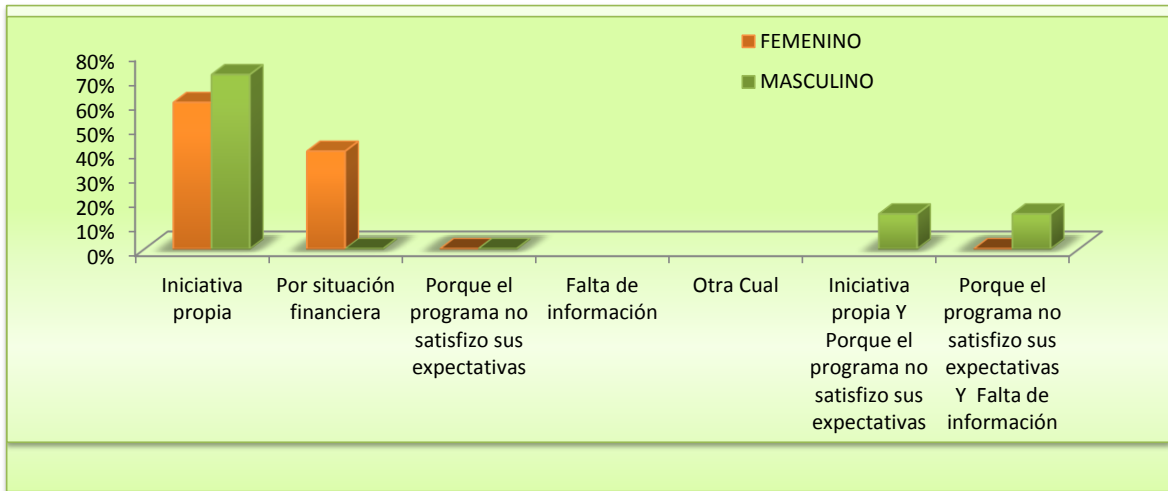 FEMENINO
MASCULINO
80%
70%
60%
50%
40%
30%
20%
10%
0%
Iniciativa
propia
Por situación
financiera
Porque el
programa no
satisfizo sus
expectativas
Falta de
información
Otra Cual
Iniciativa
propia Y
Porque el
programa no
satisfizo sus
expectativas
Porque el
programa no
satisfizo sus
expectativas
Y Falta de
información